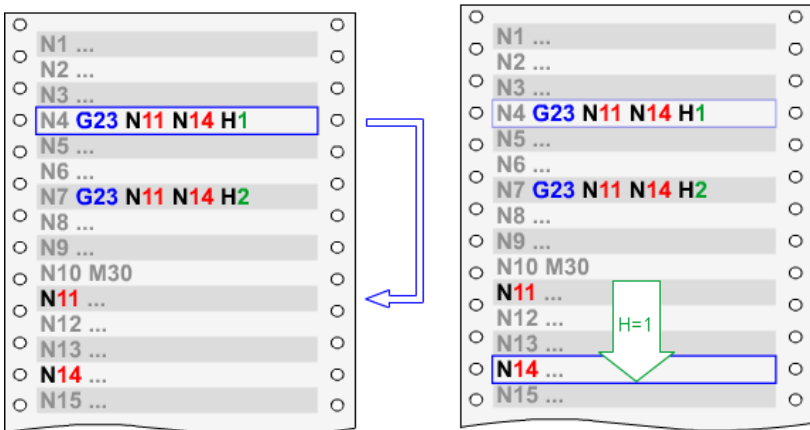 N1 ...
N2 ...
N3 ...
N4 G23 N11 N14 H1
N5 ...
N6 ...
N7 G23 N11 N14 H2
N8 ...
N9 ...
N10 M30
N11 ...
N12 ...
N13 ...
N14 ...
N15 ...
N1 ...
N2 ...
N3 ...
N4 G23 N11 N14 H1
N5 ...
N6 ...
N7 G23 N11 N14 H2
N8 ...
N9 ...
N10 M30
N11 ...
N12 ...
H=1
N13 ...
N14 ...
N15 ...